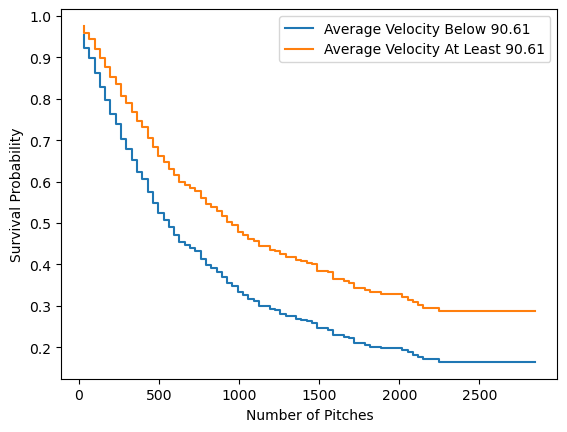 1.0
0.9
0.8
0.7
0.6
0.5
0.4
0.3
0.2
Survival Probability
Average Velocity Below 90.61
Average Velocity At Least 90.61
0 500 1000 1500 2000 2500
Number of Pitches